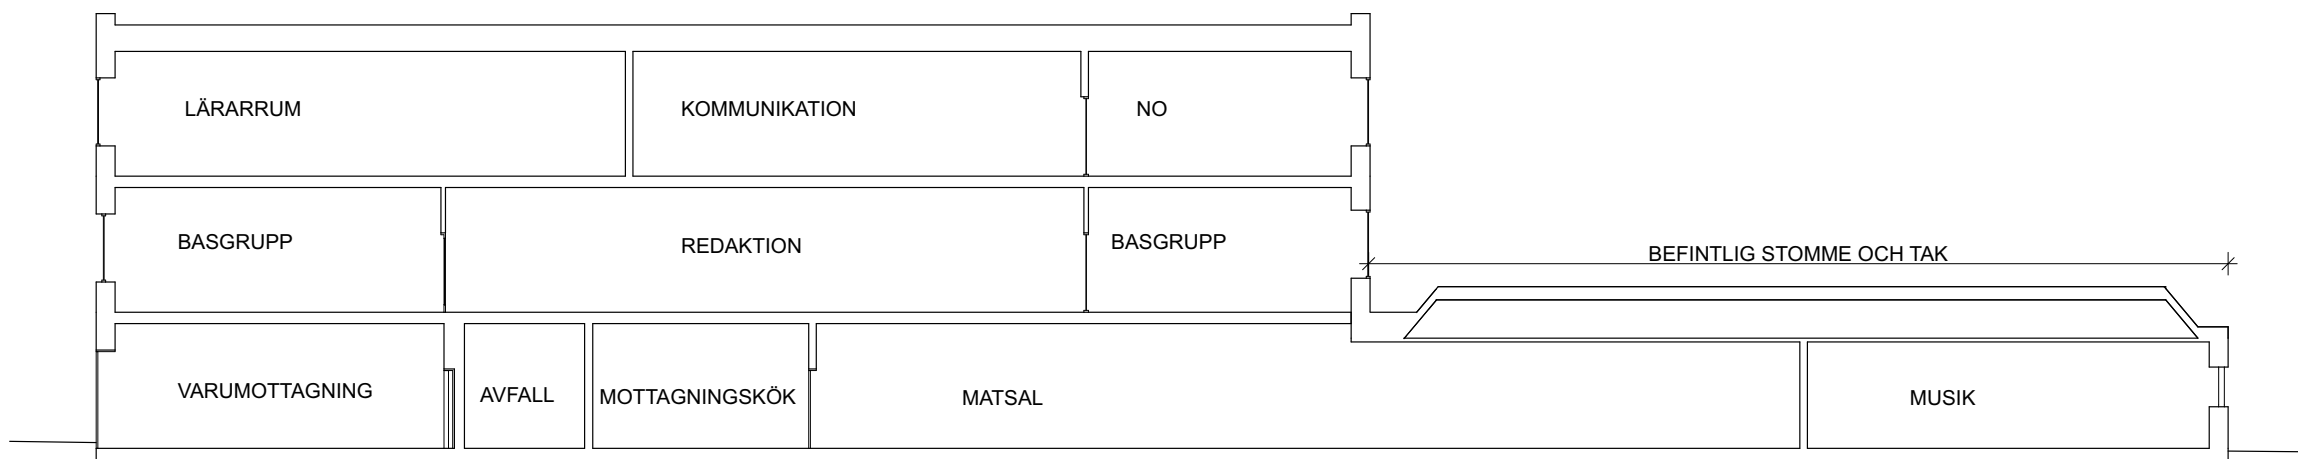 LÄRARRUM
KOMMUNIKATION
NO
BASGRUPP
REDAKTION
BASGRUPP
BEFINTLIG STOMME OCH TAK
VARUMOTTAGNING
AVFALL
MOTTAGNINGSKÖK
MATSAL
MUSIK